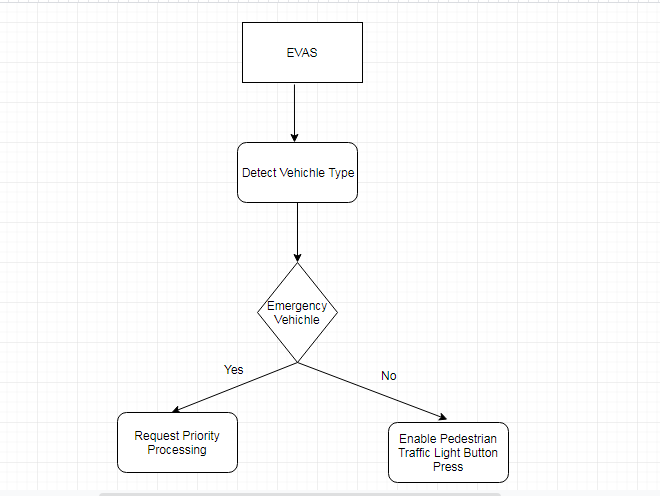 EVAS
Detect Vehichle Type
Emergency
Vehichle
Yes
No
Request Priority
Processing
Enable Pedestrian
Traffic Light Button
Press